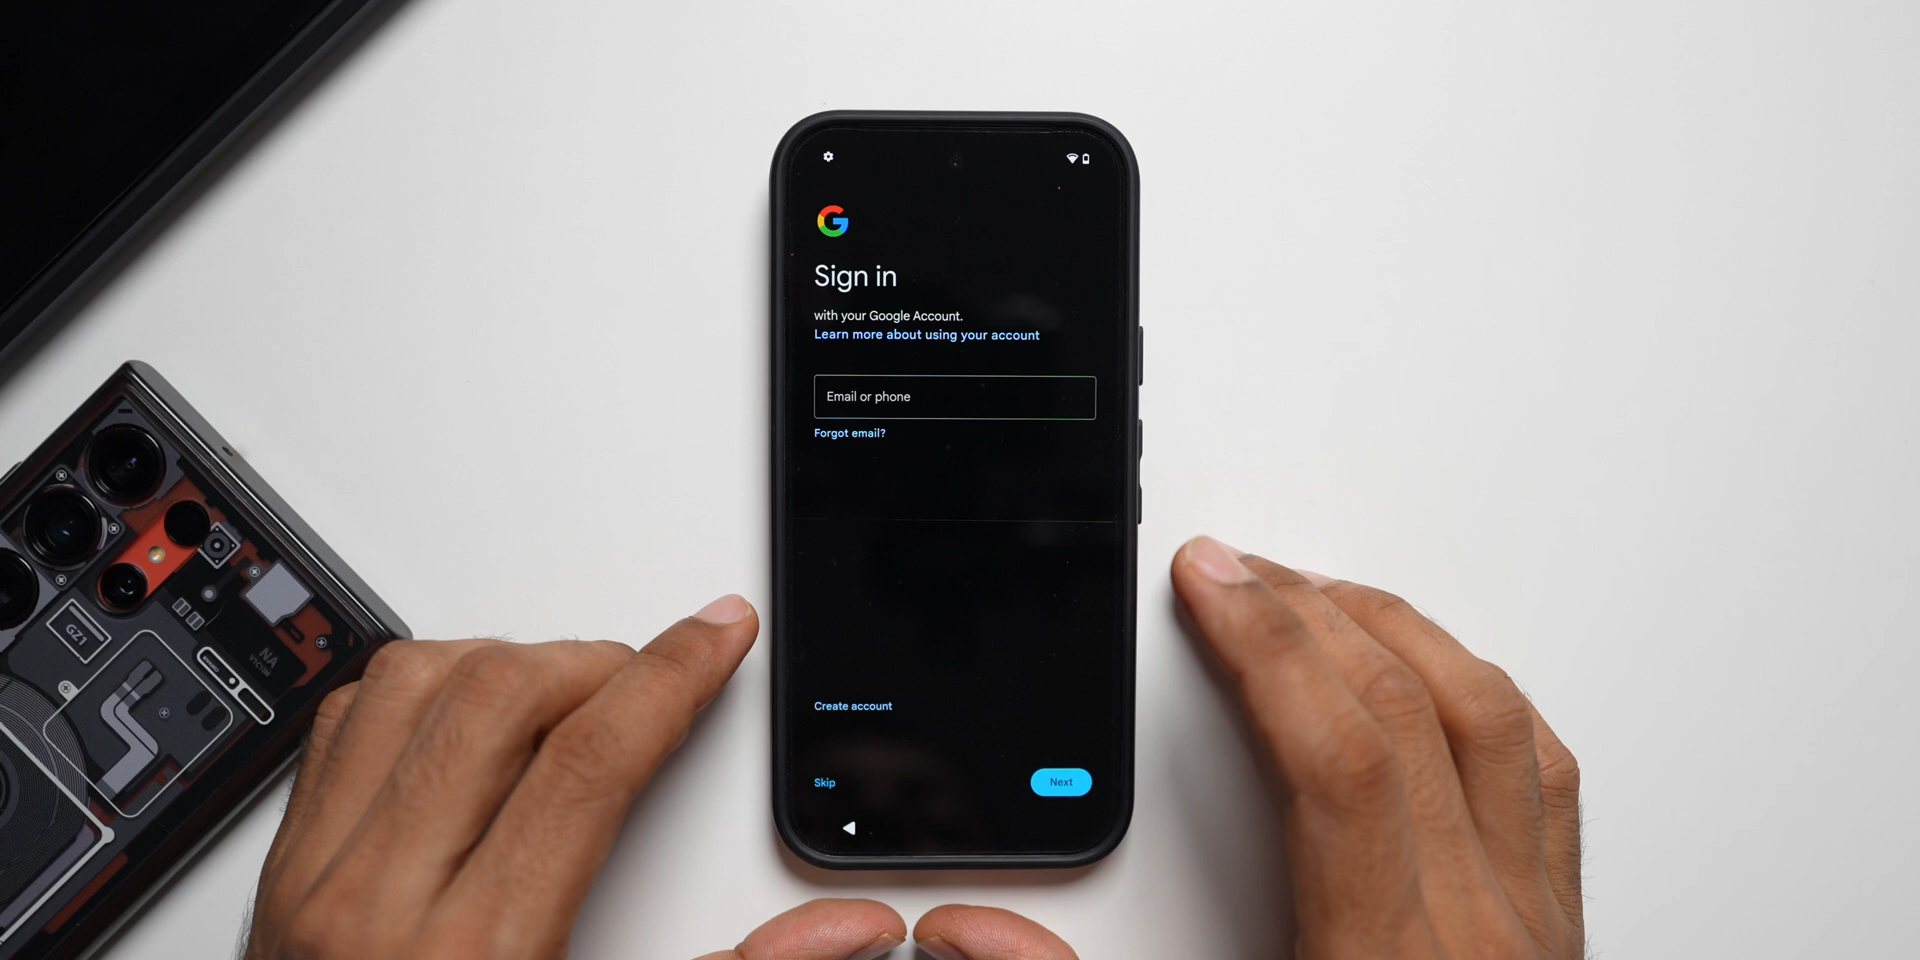 Sign in
with your Google Account.
Learn more about using your account
Email or phone
Forgot email?
Create account
Skip
Next
GZ1
NA